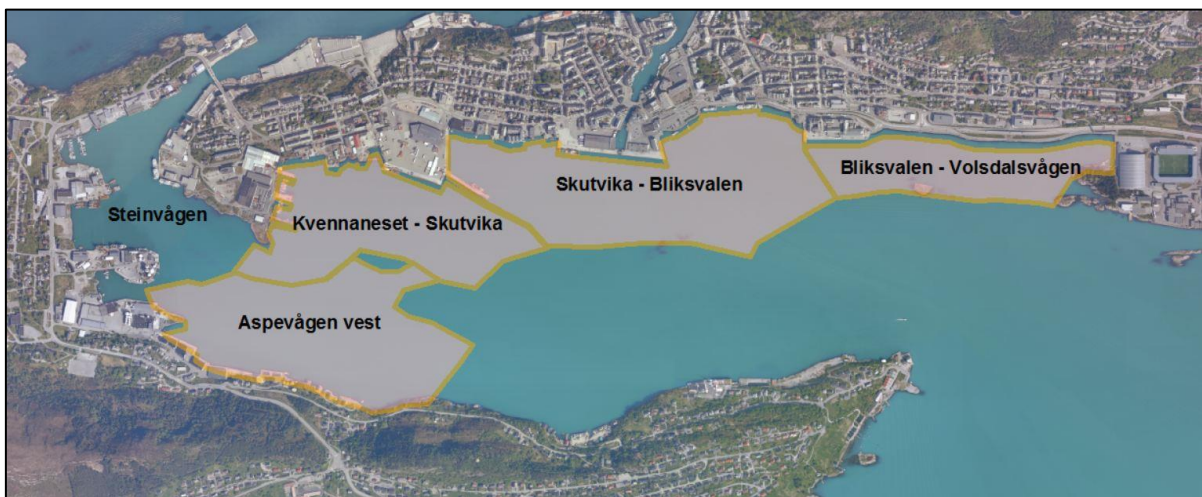 Skutvika - Bliksvalen
Bliksvalen - Volsdalsvågen
Steinvågen
Kvennaneset - Skutvika
Aspevågen vest